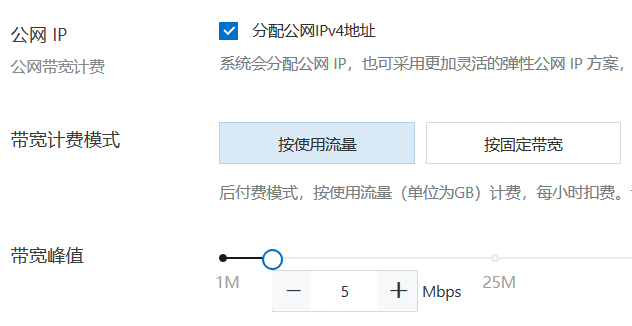 公网 IP
分配公网IPv4地址
公网带宽计费
系统会分配公网 IP，也可采用更加灵活的弹性公网 IP 方案，
带宽计费模式
按使用流量
按固定带宽
后付费模式，按使用流量（单位为GB）计费，每小时扣费。
带宽峰值
1M
25M
5
Mbps